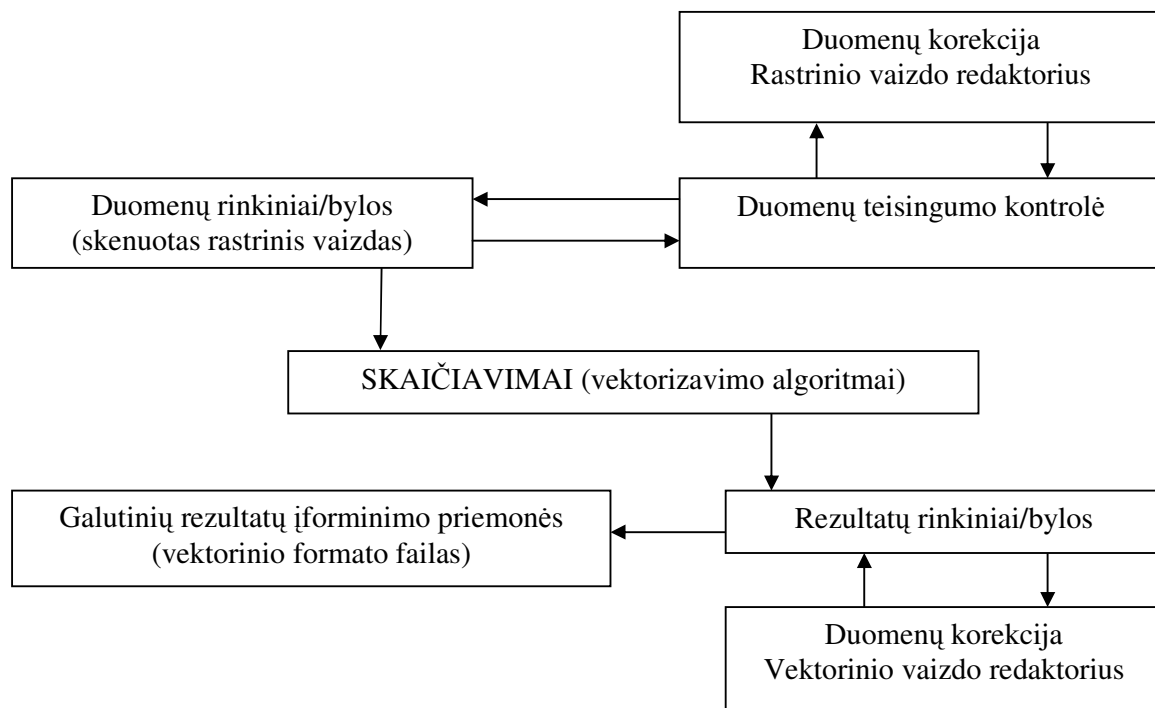 Duomenų korekcija
Rastrinio vaizdo redaktorius
Duomenų rinkiniai/bylos
(skenuotas rastrinis vaizdas)
Duomenų teisingumo kontrolė
SKAIČIAVIMAI (vektorizavimo algoritmai)
Galutinių rezultatų įforminimo priemonės
(vektorinio formato failas)
Rezultatų rinkiniai/bylos
Duomenų korekcija
Vektorinio vaizdo redaktorius